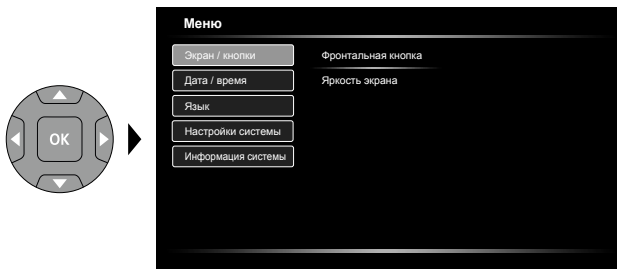 Меню
Экран / кнопки
Фронтальная кнопка
Дата / время
Яркость экрана
Язык
OK
Настройки системы
Информация системы